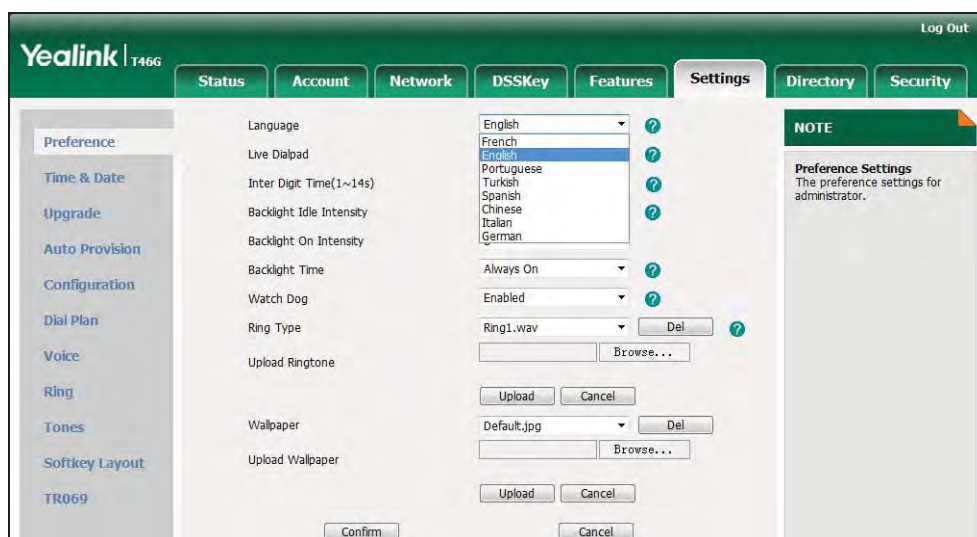 Log Out
Yealink | T46G
Status Account Network DSSKey Features Settings Directory Security
Preference
Time & Date
Upgrade
Auto Provision
Configuration
Dial Plan
Voice
Ring
Tones
Softkey Layout
TR069
Language English ?
French
English
Portuguese
Turkish
Spanish
Chinese
Italian
German
Live Dialpad ?
Inter Digit Time(1~14s) ?
Backlight Idle Intensity ?
Backlight On Intensity
Backlight Time Always On ?
Watch Dog Enabled ?
Ring Type Ring1.wav Del ?
Upload Ringtone Browse...
Upload Cancel
Wallpaper Default.jpg Del
Upload Wallpaper Browse...
Upload Cancel
Confirm Cancel
NOTE
Preference Settings
The preference settings for
administrator.